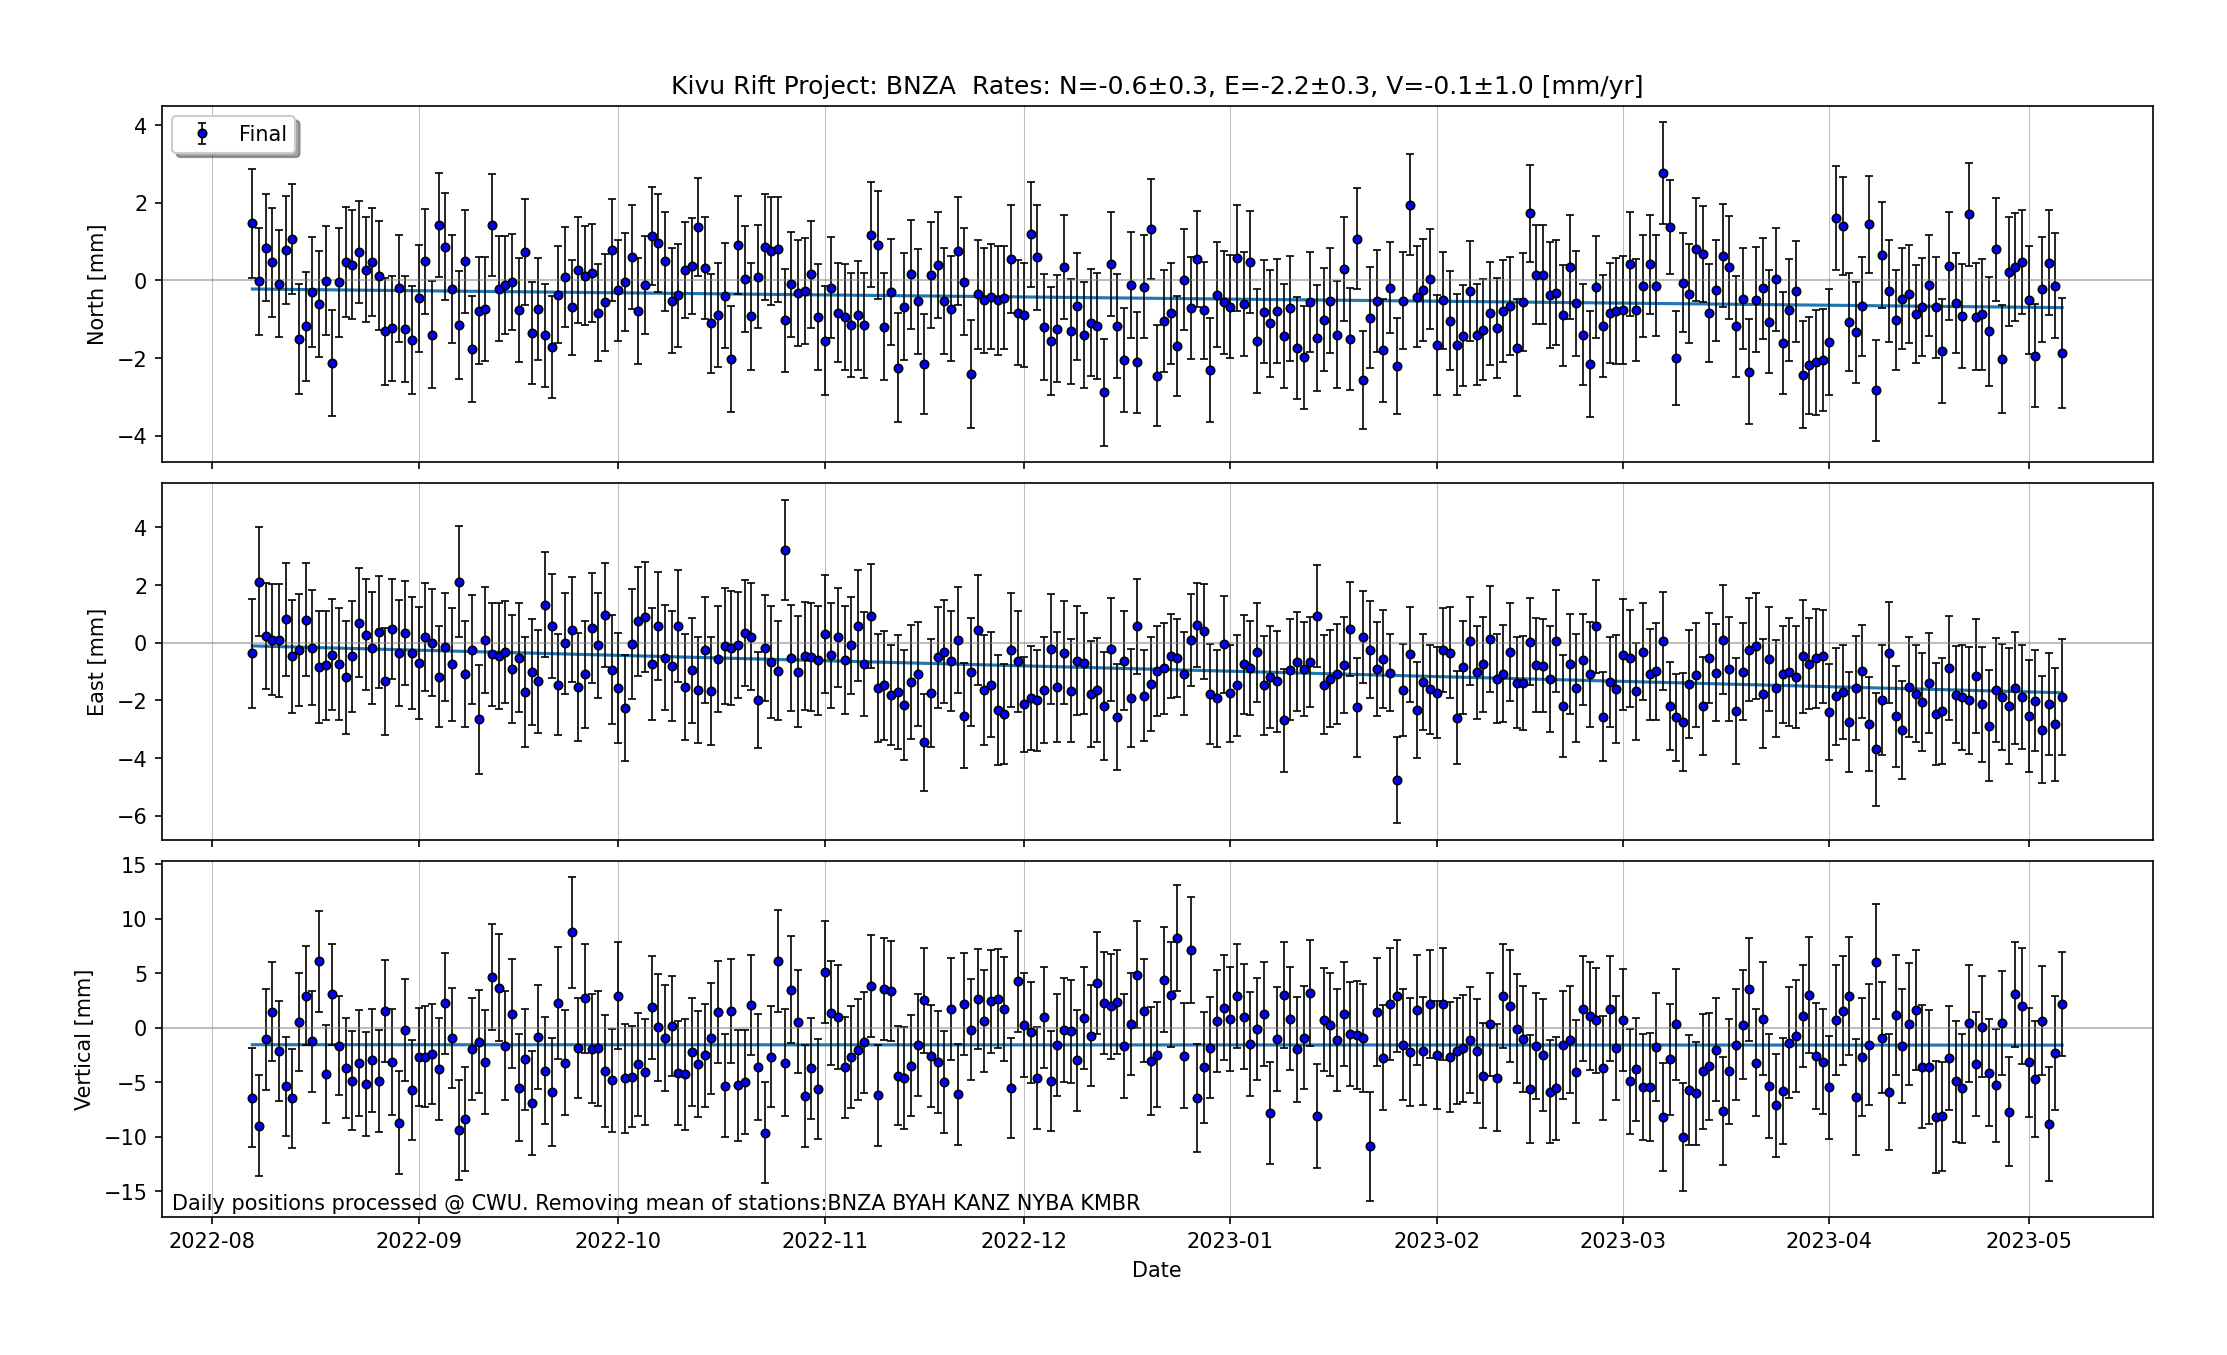 Kivu Rift Project: BNZA  Rates: N=-0.6±0.3, E=-2.2±0.3, V=-0.1±1.0 [mm/yr]
Final
4
2
0
−2
−4
North [mm]
4
2
0
−2
−4
−6
East [mm]
15
10
5
0
−5
−10
−15
Vertical [mm]
Daily positions processed @ CWU. Removing mean of stations:BNZA BYAH KANZ NYBA KMBR
2022-08 2022-09 2022-10 2022-11 2022-12 2023-01 2023-02 2023-03 2023-04 2023-05
Date